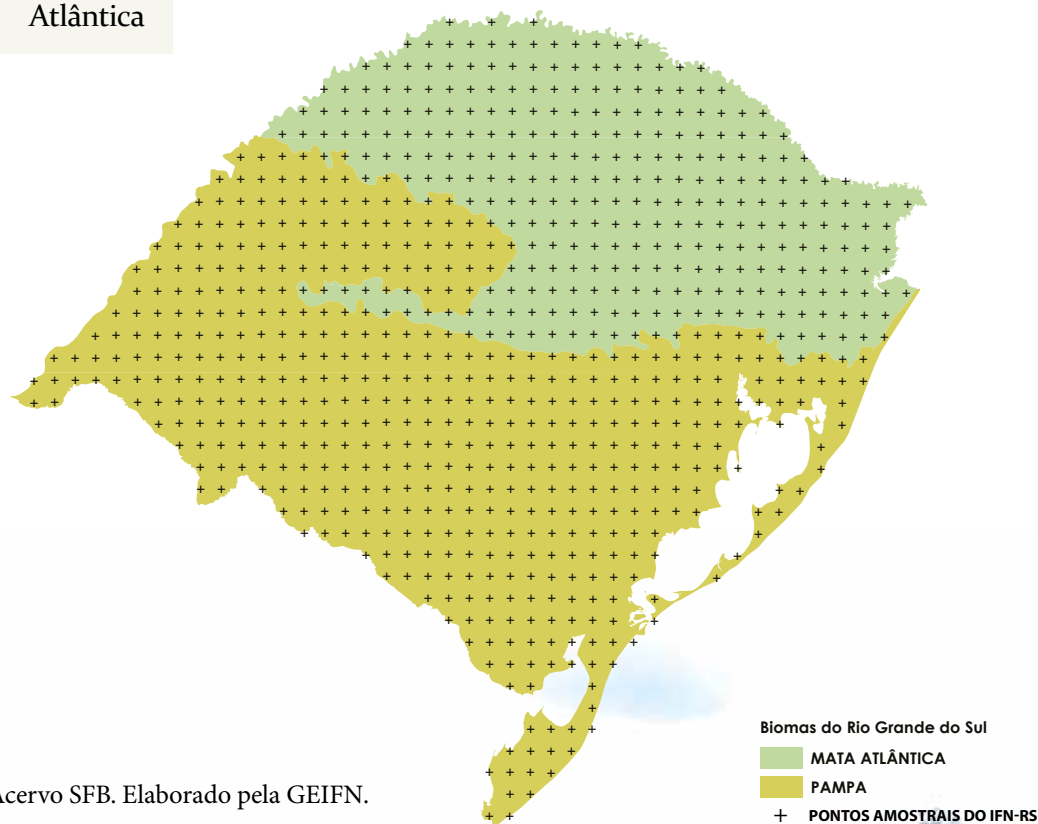 Atlântica
Biomas do Rio Grande do Sul
MATA ATLÂNTICA
PAMPA
+ PONTOS AMOSTRAIS DO IFN-RS
Acervo SFB. Elaborado pela GEIFN.